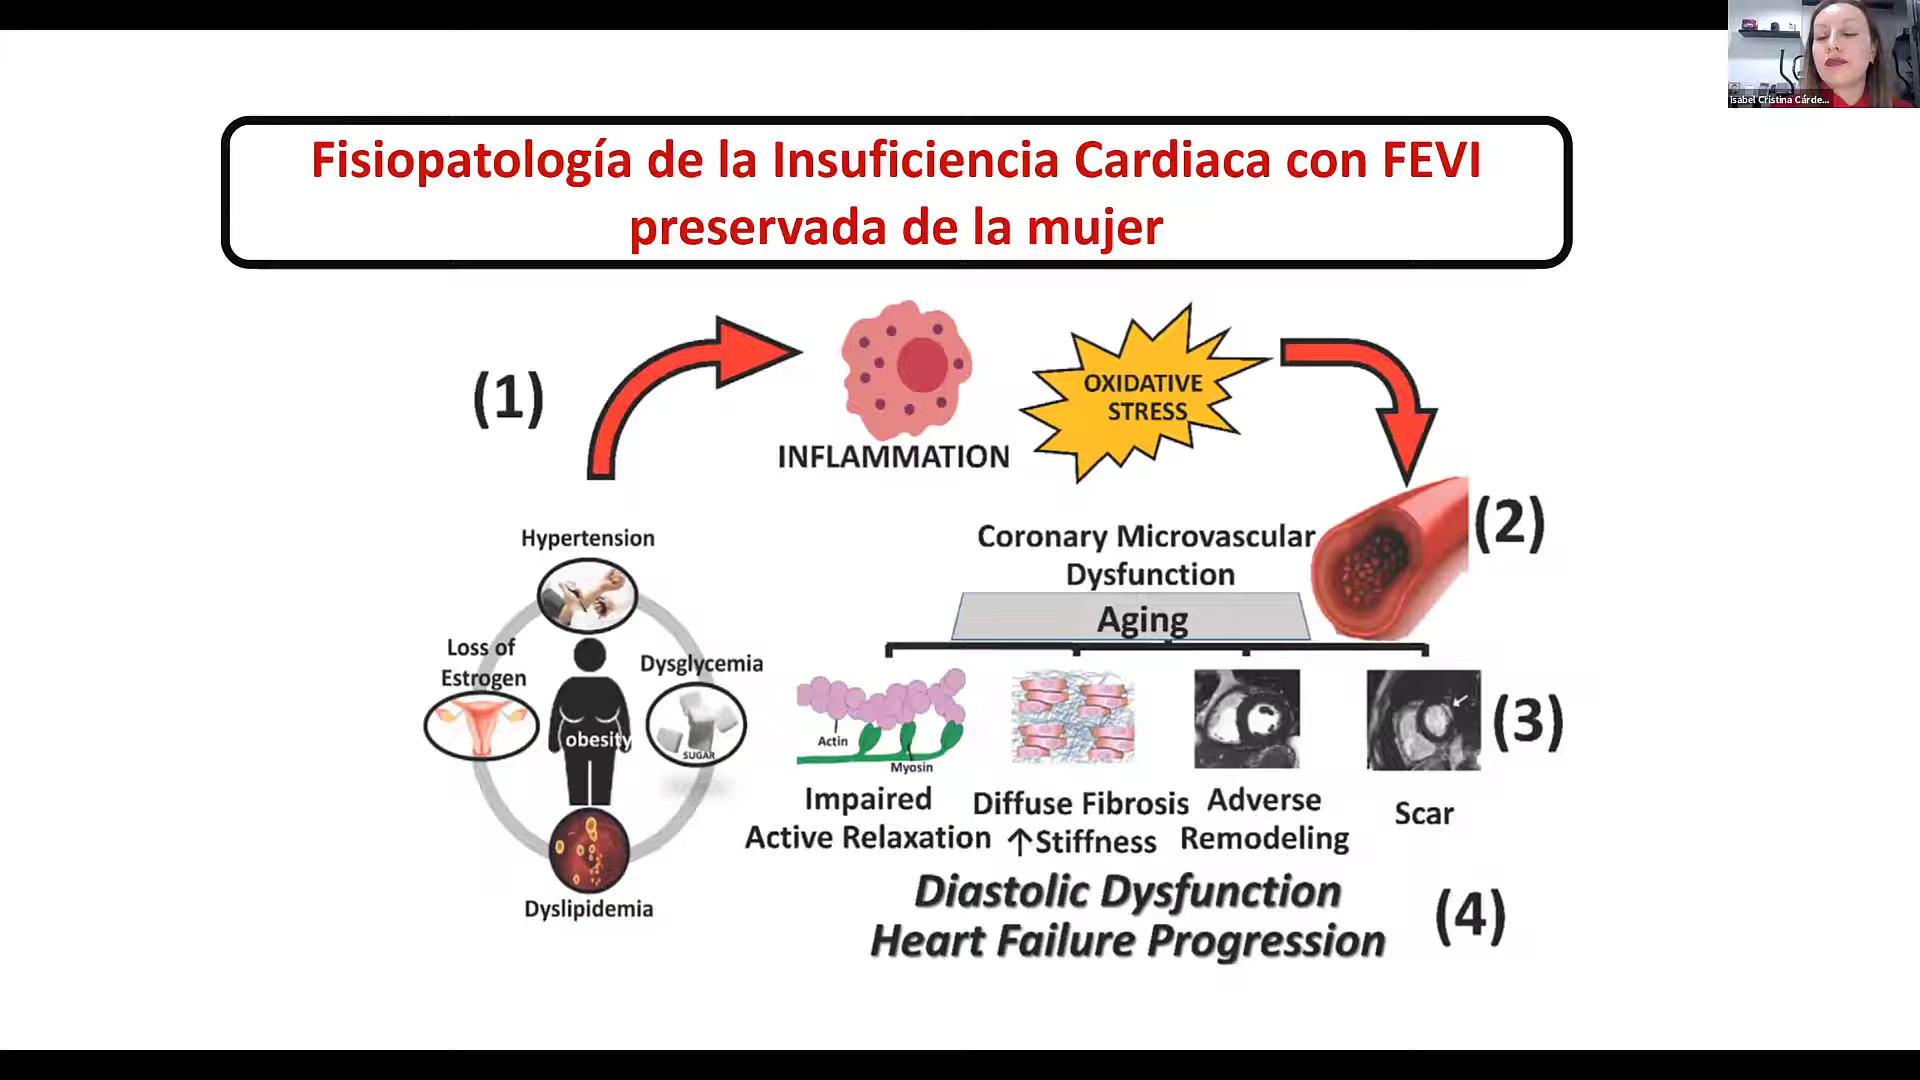 Isabel Cristina Cárde...
Fisiopatología de la Insuficiencia Cardiaca con FEVI
preservada de la mujer
(1)
INFLAMMATION
OXIDATIVE
STRESS
(2)
Coronary Microvascular
Dysfunction
Aging
Hypertension
Loss of
Estrogen
Dysglycemia
obesity
SUGAR
Dyslipidemia
Actin
Myosin
(3)
Impaired
Active Relaxation
Diffuse Fibrosis
↑Stiffness
Adverse
Remodeling
Scar
Diastolic Dysfunction
Heart Failure Progression
(4)